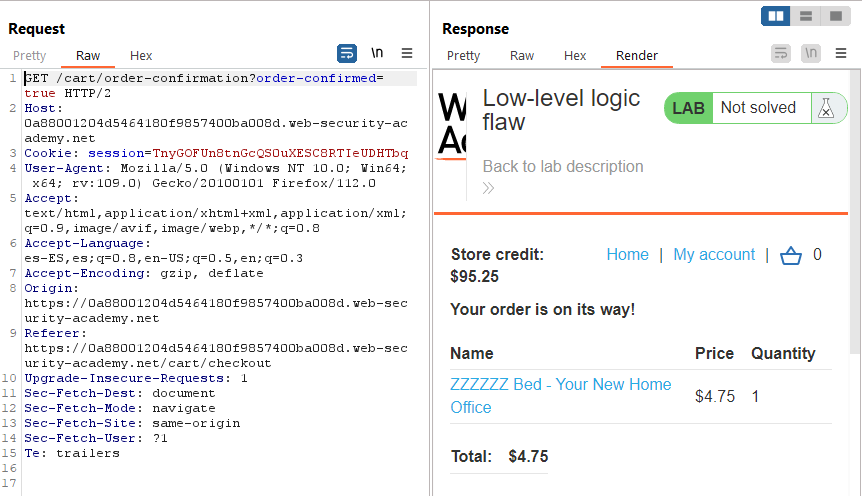 Request
Pretty Raw Hex \n
1 GET /cart/order-confirmation?order-confirmed=
true HTTP/2
2 Host:
0a88001204d5464180f9857400ba008d.web-security-ac
ademy.net
3 Cookie: session=TnyGOFUn8tnGcQS0uXESC8RTIeUDHTbq
4 User-Agent: Mozilla/5.0 (Windows NT 10.0; Win64;
x64; rv:109.0) Gecko/20100101 Firefox/112.0
5 Accept:
text/html,application/xhtml+xml,application/xml;
q=0.9,image/avif,image/webp,*/*;q=0.8
6 Accept-Language:
es-ES,es;q=0.8,en-US;q=0.5,en;q=0.3
7 Accept-Encoding: gzip, deflate
8 Origin:
https://0a88001204d5464180f9857400ba008d.web-sec
urity-academy.net
9 Referer:
https://0a88001204d5464180f9857400ba008d.web-sec
urity-academy.net/cart/checkout
10 Upgrade-Insecure-Requests: 1
11 Sec-Fetch-Dest: document
12 Sec-Fetch-Mode: navigate
13 Sec-Fetch-Site: same-origin
14 Sec-Fetch-User: ?1
15 Te: trailers
16
17
Response
Pretty Raw Hex Render \n
W
Ac
Low-level logic
flaw
LAB Not solved
Back to lab description
Store credit:
$95.25
Home | My account | 0
Your order is on its way!
Name Price Quantity
ZZZZZZ Bed - Your New Home
Office
$4.75 1
Total: $4.75